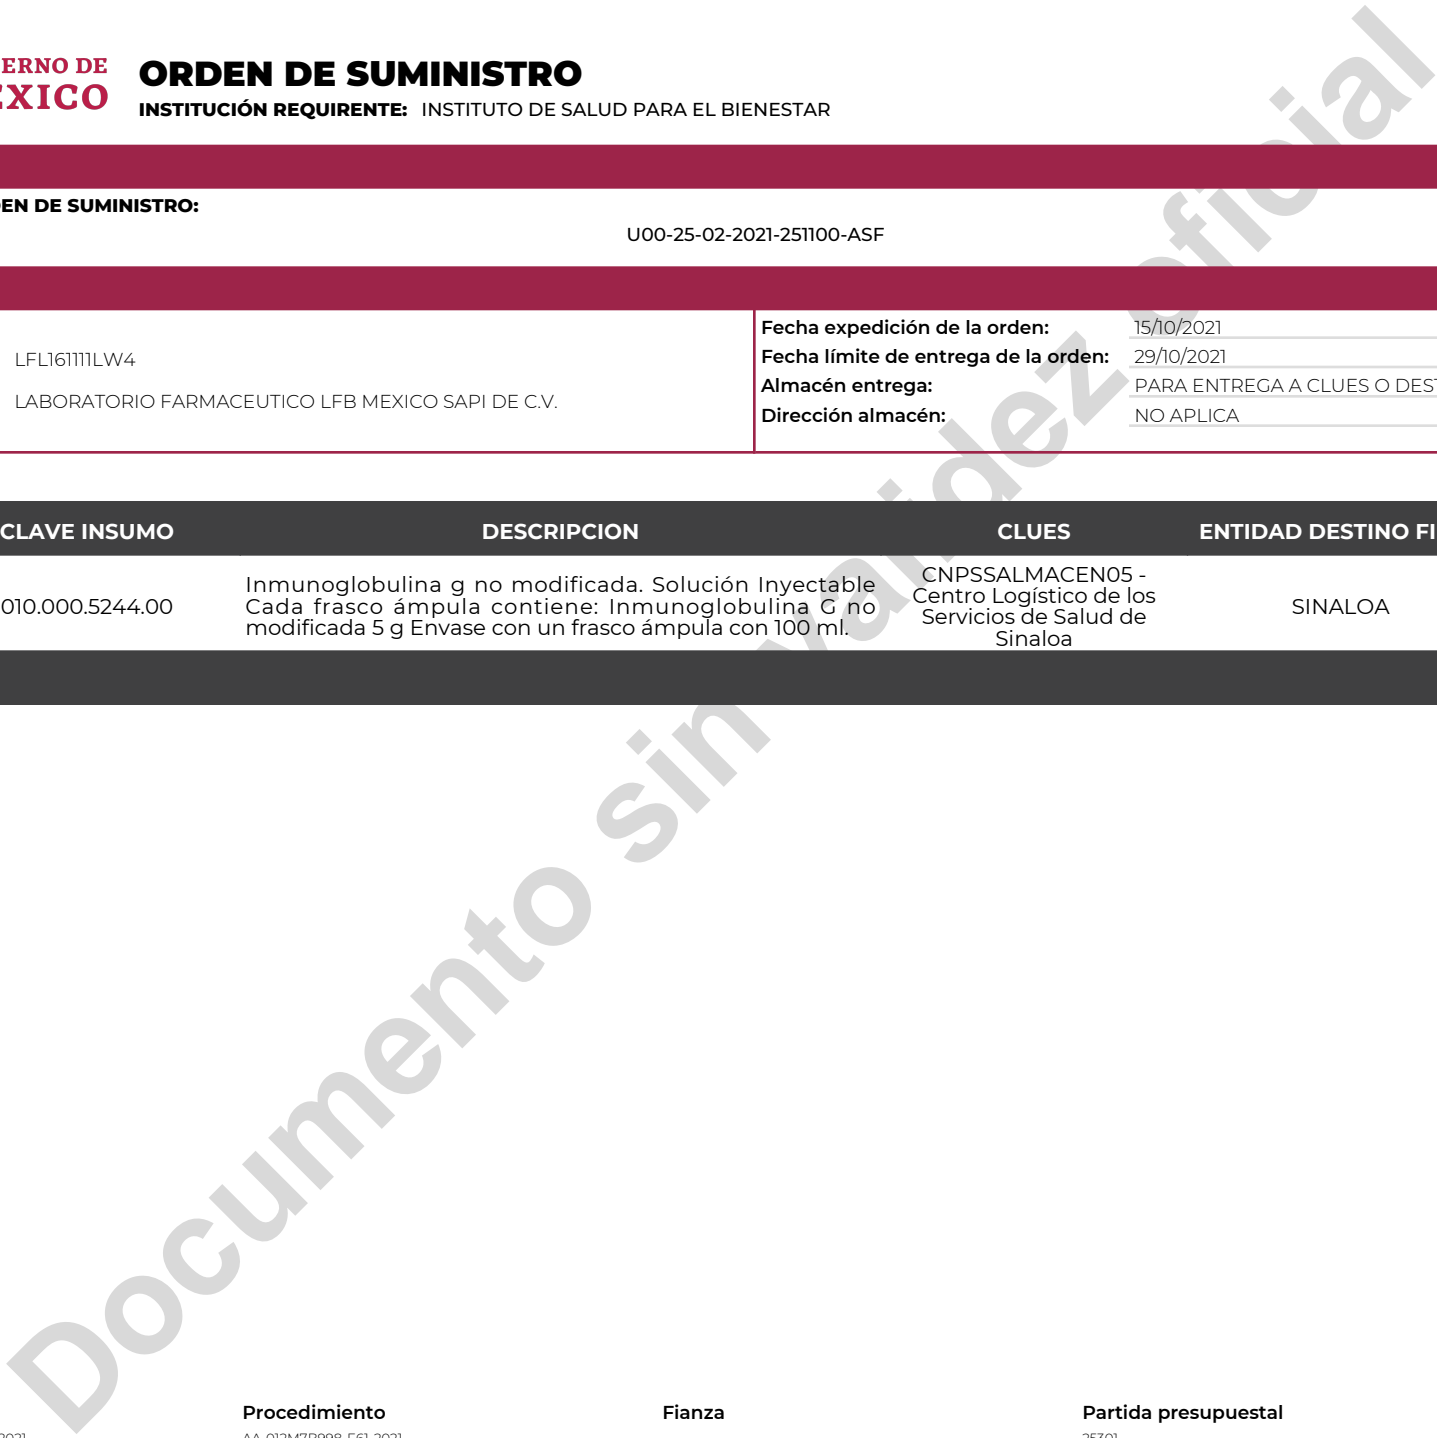 ERNO DE
EXICO
ORDEN DE SUMINISTRO
INSTITUCIÓN REQUIRENTE: INSTITUTO DE SALUD PARA EL BIENESTAR
EN DE SUMINISTRO:
U00-25-02-2021-251100-ASF
LFL161111LW4
LABORATORIO FARMACEUTICO LFB MEXICO SAPI DE C.V.
Fecha expedición de la orden: 15/10/2021
Fecha límite de entrega de la orden: 29/10/2021
Almacén entrega: PARA ENTREGA A CLUES O DEST
Dirección almacén: NO APLICA
CLAVE INSUMO DESCRIPCION CLUES ENTIDAD DESTINO FI
010.000.5244.00
Inmunoglobulina g no modificada. Solución Inyectable
Cada frasco ámpula contiene: Inmunoglobulina G no
modificada 5 g Envase con un frasco ámpula con 100 ml.
CNPSSALMACEN05 -
Centro Logístico de los
Servicios de Salud de
Sinaloa
SINALOA
Documento sin validez oficial
Procedimiento Fianza Partida presupuestal